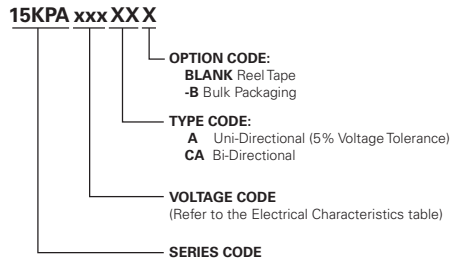 15KPA xxx XX X
OPTION CODE:
BLANK Reel Tape
-B Bulk Packaging
TYPE CODE:
A Uni-Directional (5% Voltage Tolerance)
CA Bi-Directional
VOLTAGE CODE
(Refer to the Electrical Characteristics table)
SERIES CODE